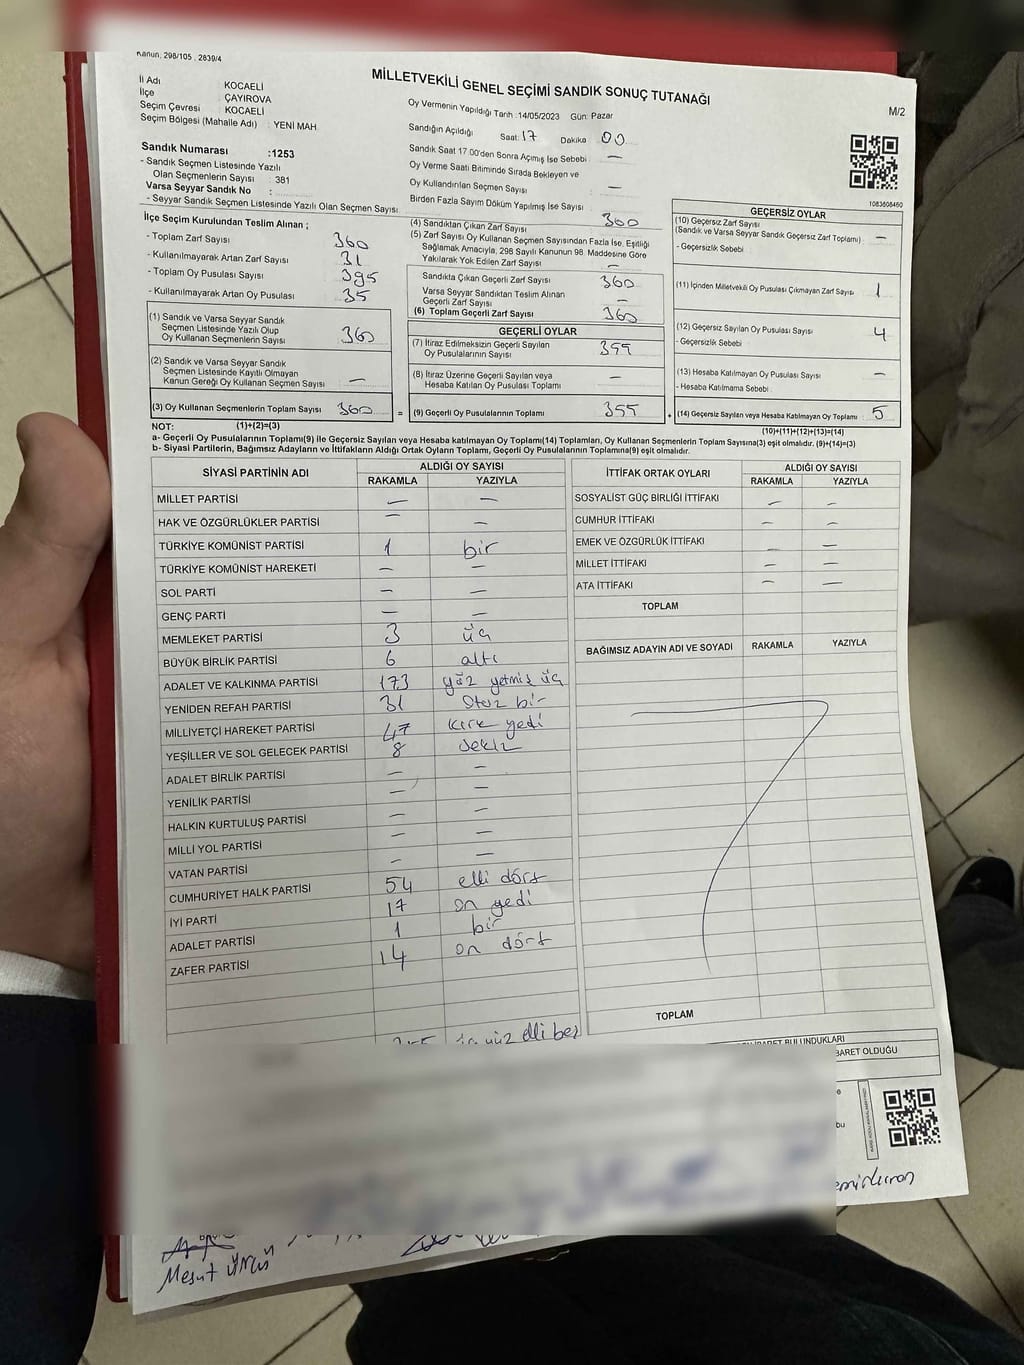 Kanun: 298/105 , 2839/4
MİLLETVEKİLİ GENEL SEÇİMİ SANDIK SONUÇ TUTANAĞI
M/2
İl Adı KOCAELİ
İlçe ÇAYIROVA
Seçim Çevresi KOCAELİ
Seçim Bölgesi (Mahalle Adı) : YENİ MAH
Sandık Numarası :1253
- Sandık Seçmen Listesinde Yazılı
Olan Seçmenlerin Sayısı : 381
Varsa Seyyar Sandık No :
- Seyyar Sandık Seçmen Listesinde Yazılı Olan Seçmen Sayısı
Oy Vermenin Yapıldığı Tarih :14/05/2023 Gün: Pazar
Sandığın Açıldığı Saat: 17 Dakika 00
Sandık Saat 17.00'den Sonra Açımış İse Sebebi : —
Oy Verme Saati Bitiminde Sırada Bekleyen ve
Oy Kullandırılan Seçmen Sayısı : —
Birden Fazla Sayım Döküm Yapılmış İse Sayısı
1083608460
İlçe Seçim Kurulundan Teslim Alınan ;
- Toplam Zarf Sayısı : 360
- Kullanılmayarak Artan Zarf Sayısı : 31
- Toplam Oy Pusulası Sayısı : 395
- Kullanılmayarak Artan Oy Pusulası : 35
(1) Sandık ve Varsa Seyyar Sandık
Seçmen Listesinde Yazılı Olup
Oy Kullanan Seçmenlerin Sayısı : 360
(2) Sandık ve Varsa Seyyar Sandık
Seçmen Listesinde Kayıtlı Olmayan
Kanun Gereği Oy Kullanan Seçmen Sayısı : —
(3) Oy Kullanan Seçmenlerin Toplam Sayısı : 360
(4) Sandıktan Çıkan Zarf Sayısı : 360
(5) Zarf Sayısı Oy Kullanan Seçmen Sayısından Fazla İse, Eşitliği
Sağlamak Amacıyla, 298 Sayılı Kanunun 98. Maddesine Göre
Yakılarak Yok Edilen Zarf Sayısı : —
Sandıkta Çıkan Geçerli Zarf Sayısı : 360
Varsa Seyyar Sandıktan Teslim Alınan
Geçerli Zarf Sayısı : —
(6) Toplam Geçerli Zarf Sayısı : 360
GEÇERLİ OYLAR
(7) İtiraz Edilmeksizin Geçerli Sayılan
Oy Pusulalarının Sayısı : 355
(8) İtiraz Üzerine Geçerli Sayılan veya
Hesaba Katılan Oy Pusulası Toplamı : —
= (9) Geçerli Oy Pusulalarının Toplamı : 355
GEÇERSİZ OYLAR
(10) Geçersiz Zarf Sayısı
(Sandık ve Varsa Seyyar Sandık Geçersiz Zarf Toplamı) : —
- Geçersizlik Sebebi :
(11) İçinden Milletvekili Oy Pusulası Çıkmayan Zarf Sayısı : 1
(12) Geçersiz Sayılan Oy Pusulası Sayısı : 4
- Geçersizlik Sebebi :
(13) Hesaba Katılmayan Oy Pusulası Sayısı : —
- Hesaba Katılmama Sebebi :
+ (14) Geçersiz Sayılan veya Hesaba Katılmayan Oy Toplamı : 5
NOT: (1)+(2)=(3)
(10)+(11)+(12)+(13)=(14)
a- Geçerli Oy Pusulalarının Toplamı(9) ile Geçersiz Sayılan veya Hesaba katılmayan Oy Toplamı(14) Toplamları, Oy Kullanan Seçmenlerin Toplam Sayısına(3) eşit olmalıdır. (9)+(14)=(3)
b- Siyasi Partilerin, Bağımsız Adayların ve İttifakların Aldığı Ortak Oyların Toplamı, Geçerli Oy Pusulalarının Toplamına(9) eşit olmalıdır.
SİYASİ PARTİNİN ADI ALDIĞI OY SAYISI
RAKAMLA YAZIYLA
MİLLET PARTİSİ — —
HAK VE ÖZGÜRLÜKLER PARTİSİ — —
TÜRKİYE KOMÜNİST PARTİSİ 1 bir
TÜRKİYE KOMÜNİST HAREKETİ — —
SOL PARTİ — —
GENÇ PARTİ — —
MEMLEKET PARTİSİ 3 üç
BÜYÜK BİRLİK PARTİSİ 6 altı
ADALET VE KALKINMA PARTİSİ 173 yüz yetmiş üç
YENİDEN REFAH PARTİSİ 31 otuz bir
MİLLİYETÇİ HAREKET PARTİSİ 47 kırk yedi
YEŞİLLER VE SOL GELECEK PARTİSİ 8 sekiz
ADALET BİRLİK PARTİSİ — —
YENİLİK PARTİSİ — —
HALKIN KURTULUŞ PARTİSİ — —
MİLLİ YOL PARTİSİ — —
VATAN PARTİSİ — —
CUMHURİYET HALK PARTİSİ 54 elli dört
İYİ PARTİ 17 on yedi
ADALET PARTİSİ 1 bir
ZAFER PARTİSİ 14 on dört
üç yüz elli beş
İTTİFAK ORTAK OYLARI ALDIĞI OY SAYISI
RAKAMLA YAZIYLA
SOSYALİST GÜÇ BİRLİĞİ İTTİFAKI — —
CUMHUR İTTİFAKI — —
EMEK VE ÖZGÜRLÜK İTTİFAKI — —
MİLLET İTTİFAKI — —
ATA İTTİFAKI — —
TOPLAM
BAĞIMSIZ ADAYIN ADI VE SOYADI RAKAMLA YAZIYLA
TOPLAM
BULUNDUKLARI
BARET OLDUĞU
Mesut